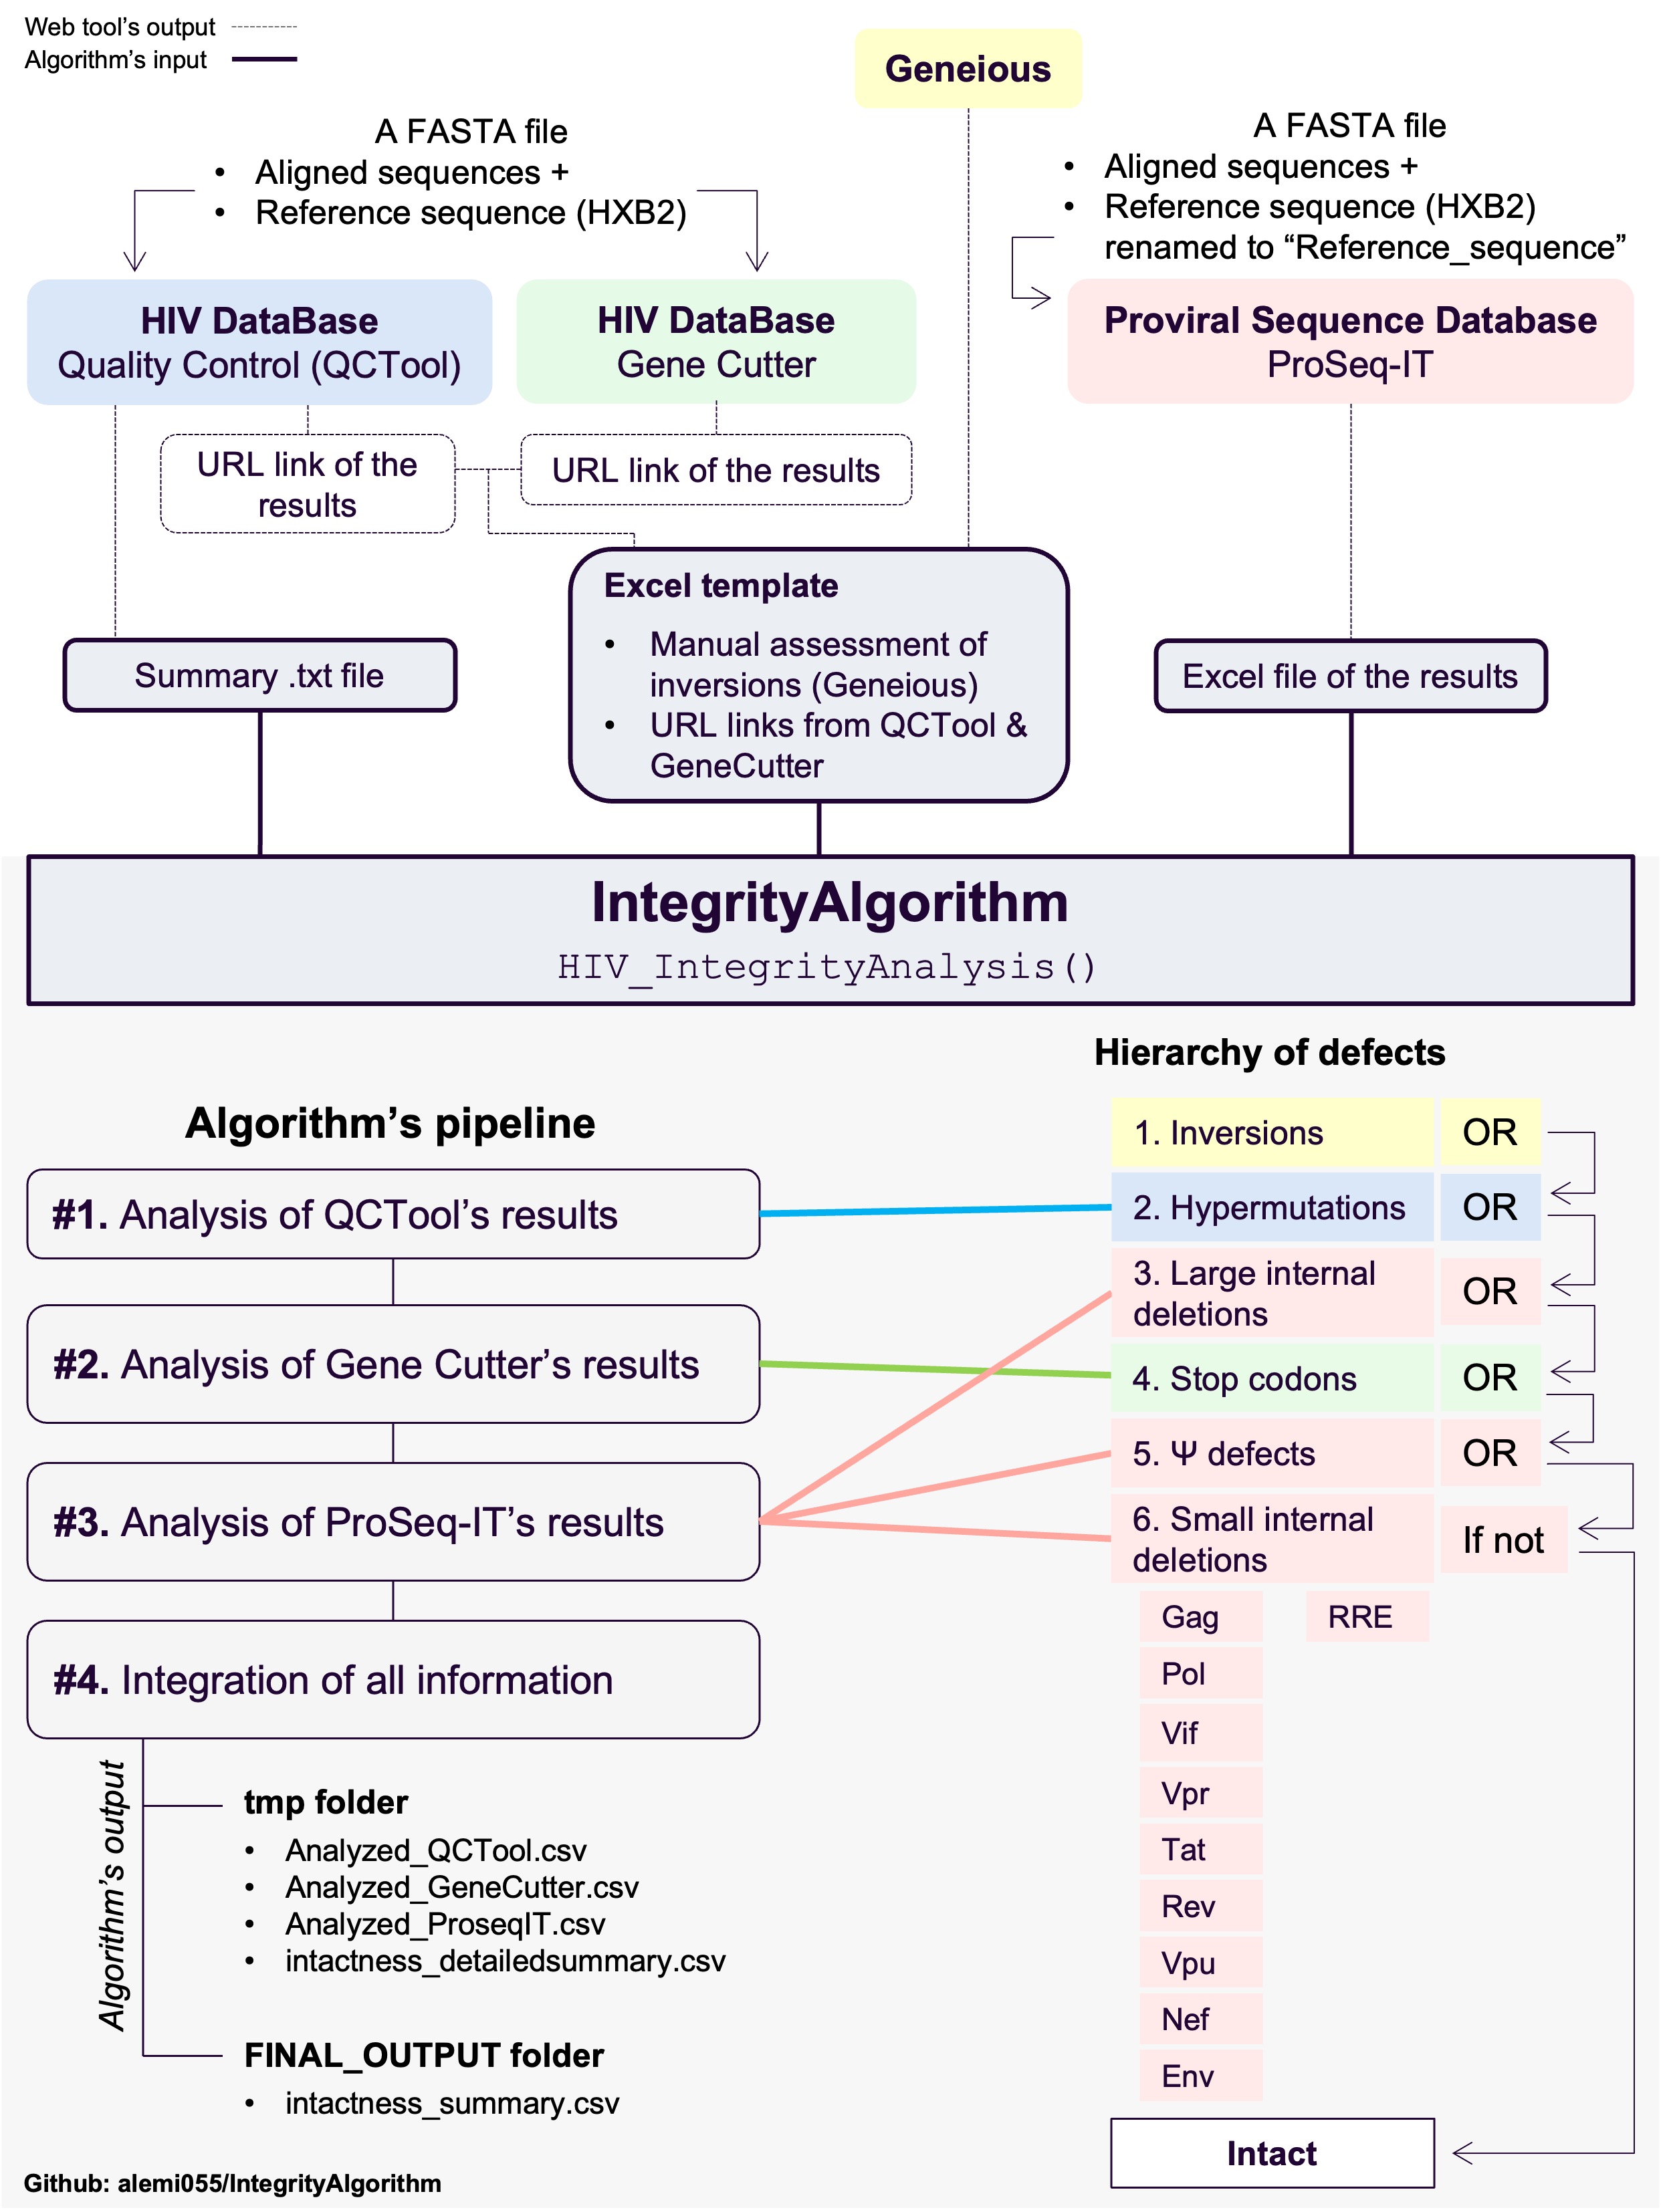 Web tool's output
Algorithm's input
Geneious
A FASTA file
• Aligned sequences +
• Reference sequence (HXB2)
A FASTA file
• Aligned sequences +
• Reference sequence (HXB2)
renamed to “Reference_sequence”
HIV DataBase
Quality Control (QCTool)
HIV DataBase
Gene Cutter
Proviral Sequence Database
ProSeq-IT
URL link of the
results
URL link of the results
Summary .txt file
Excel template
• Manual assessment of
inversions (Geneious)
• URL links from QCTool &
GeneCutter
Excel file of the results
IntegrityAlgorithm
HIV_IntegrityAnalysis()
Algorithm's pipeline
#1. Analysis of QCTool's results
#2. Analysis of Gene Cutter's results
#3. Analysis of ProSeq-IT's results
#4. Integration of all information
Algorithm's output
tmp folder
• Analyzed_QCTool.csv
• Analyzed_GeneCutter.csv
• Analyzed_ProseqIT.csv
• intactness_detailedsummary.csv
FINAL_OUTPUT folder
• intactness_summary.csv
Hierarchy of defects
1. Inversions OR
2. Hypermutations OR
3. Large internal
deletions OR
4. Stop codons OR
5. Ψ defects OR
6. Small internal
deletions If not
Gag RRE
Pol
Vif
Vpr
Tat
Rev
Vpu
Nef
Env
Intact
Github: alemi055/IntegrityAlgorithm